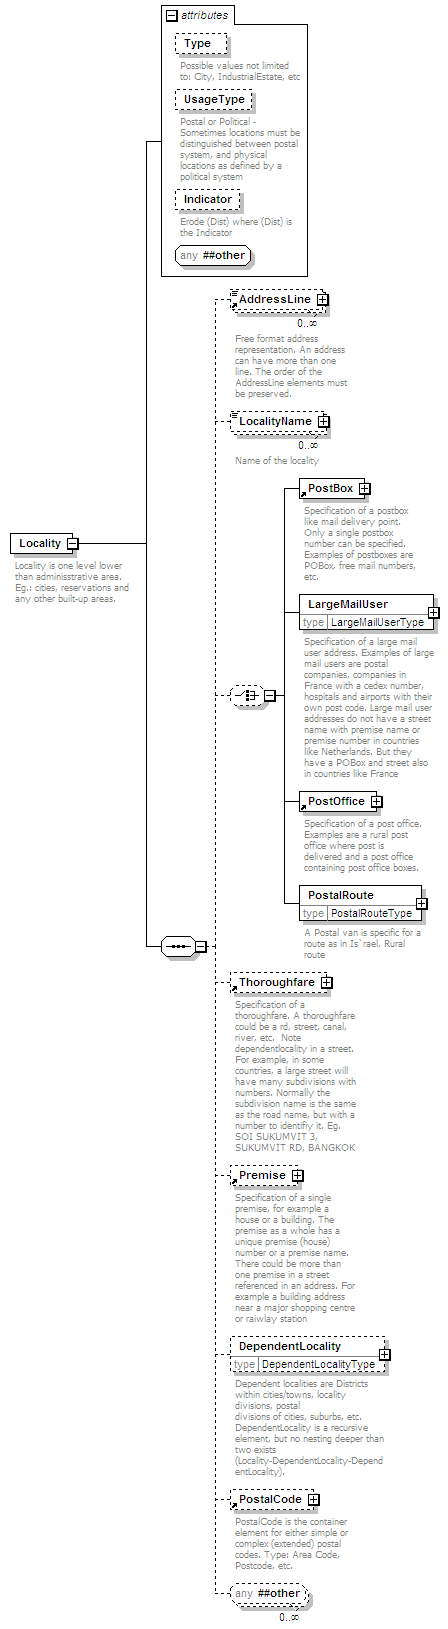 attributes
Type
Possible values not limited
to: City, IndustrialEstate, etc
UsageType
Postal or Political -
Sometimes locations must be
distinguished between postal
system, and physical
locations as defined by a
political system
Indicator
Erode (Dist) where (Dist) is
the Indicator
any ##other
AddressLine
0..∞
Free format address
representation. An address
can have more than one
line. The order of the
AddressLine elements must
be preserved.
LocalityName
0..∞
Name of the locality
PostBox
Specification of a postbox
like mail delivery point.
Only a single postbox
number can be specified.
Examples of postboxes are
POBox, free mail numbers,
etc.
Locality
Locality is one level lower
than adminisstrative area.
Eg.: cities, reservations and
any other built-up areas.
LargeMailUser
type LargeMailUserType
Specification of a large mail
user address. Examples of large
mail users are postal
companies, companies in
France with a cedex number,
hospitals and airports with their
own post code. Large mail user
addresses do not have a street
name with premise name or
premise number in countries
like Netherlands. But they
have a POBox and street also
in countries like France
PostOffice
Specification of a post office.
Examples are a rural post
office where post is
delivered and a post office
containing post office boxes.
PostalRoute
type PostalRouteType
A Postal van is specific for a
route as in Is`rael, Rural
route
Thoroughfare
Specification of a
thoroughfare. A thoroughfare
could be a rd, street, canal,
river, etc.  Note
dependentlocality in a street.
For example, in some
countries, a large street will
have many subdivisions with
numbers. Normally the
subdivision name is the same
as the road name, but with a
number to identifiy it. Eg.
SOI SUKUMVIT 3,
SUKUMVIT RD, BANGKOK
Premise
Specification of a single
premise, for example a
house or a building. The
premise as a whole has a
unique premise (house)
number or a premise name.
There could be more than
one premise in a street
referenced in an address. For
example a building address
near a major shopping centre
or raiwlay station
DependentLocality
type DependentLocalityType
Dependent localities are Districts
within cities/towns, locality
divisions, postal
divisions of cities, suburbs, etc.
DependentLocality is a recursive
element, but no nesting deeper than
two exists
(Locality-DependentLocality-Depend
entLocality).
PostalCode
PostalCode is the container
element for either simple or
complex (extended) postal
codes. Type: Area Code,
Postcode, etc.
any ##other
0..∞